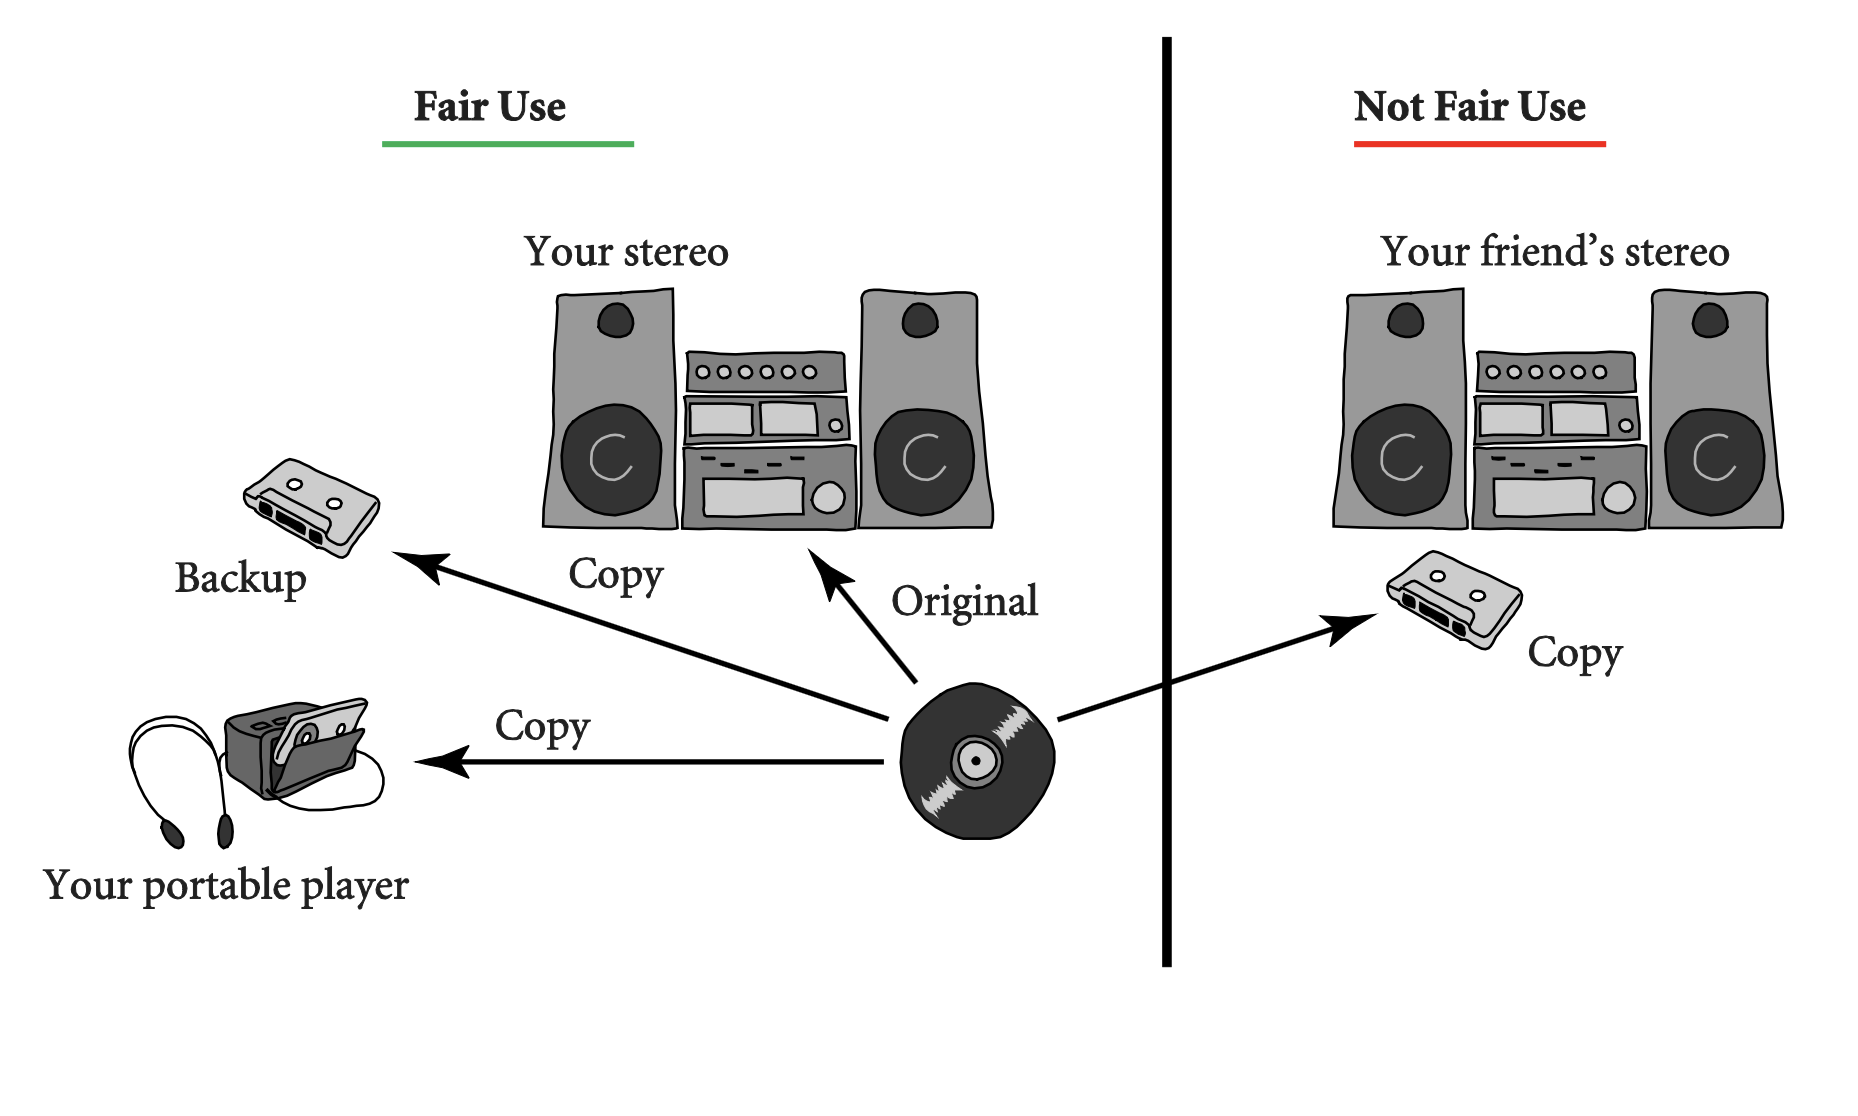 Fair Use
Not Fair Use
Your stereo
Your friend’s stereo
Backup
Copy
Original
Copy
Copy
Your portable player